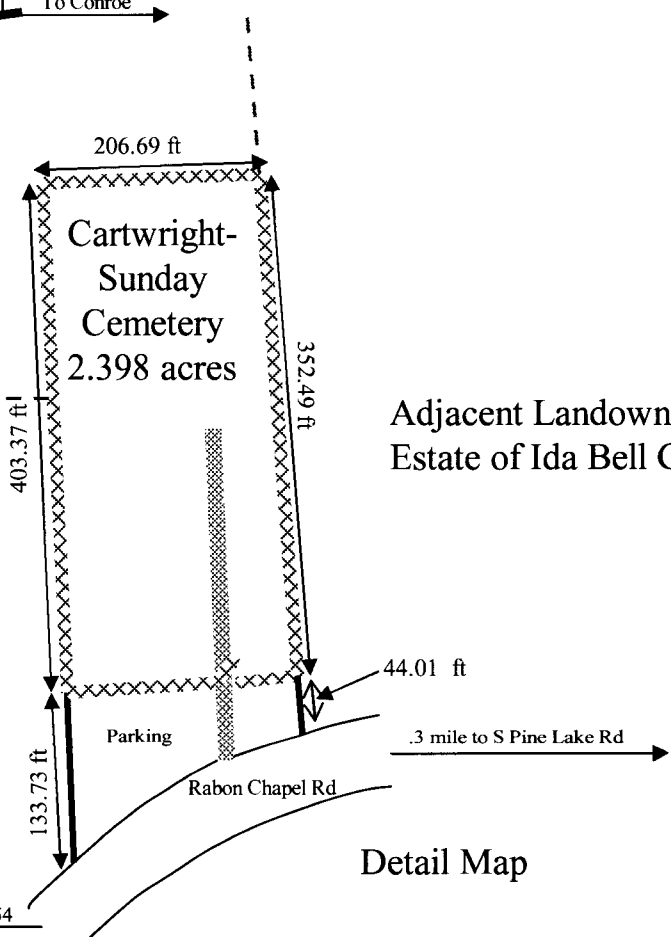 To Conroe
206.69 ft
Cartwright-
Sunday
Cemetery
2.398 acres
352.49 ft
403.37 ft
Adjacent Landown
Estate of Ida Bell
44.01 ft
Parking
.3 mile to S Pine Lake Rd
133.73 ft
Rabon Chapel Rd
Detail Map